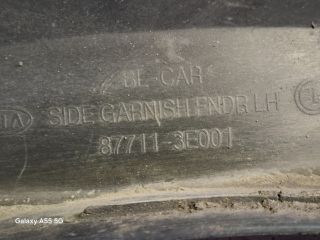 BL-CAR
SIDE GARNISH FNDR LH
87711-3E001
Galaxy A55 5G